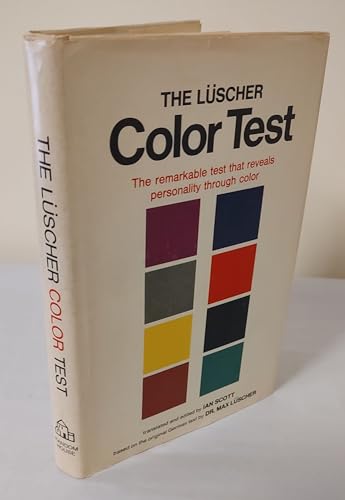 THE LÜSCHER
Color Test
The remarkable test that reveals
personality through color
translated and edited by IAN SCOTT
based on the original German text by DR. MAX LÜSCHER
THE LÜSCHER COLOR TEST
RANDOM
HOUSE